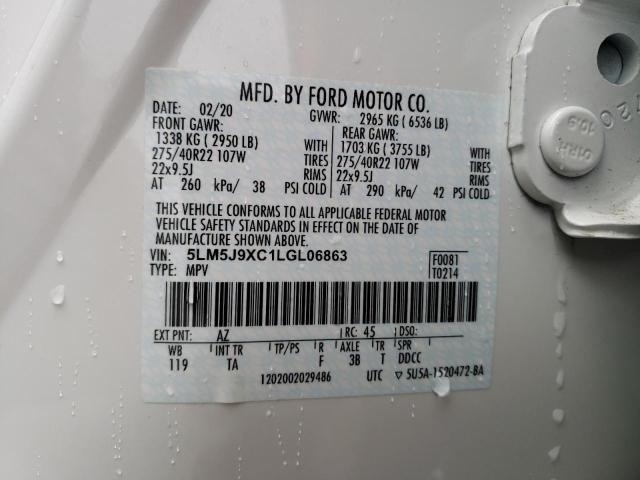 MFD. BY FORD MOTOR CO.
DATE: 02/20 GVWR: 2965 KG ( 6536 LB)
FRONT GAWR: REAR GAWR:
1338 KG ( 2950 LB) 1703 KG ( 3755 LB)
275/40R22 107W TIRES 275/40R22 107W TIRES
22x9.5J RIMS 22x9.5J RIMS
AT 260 kPa/ 38 PSI COLD AT 290 kPa/ 42 PSI COLD
THIS VEHICLE CONFORMS TO ALL APPLICABLE FEDERAL MOTOR
VEHICLE SAFETY STANDARDS IN EFFECT ON THE DATE OF
MANUFACTURE SHOWN ABOVE.
VIN: 5LM5J9XC1LGL06863 F0081
TYPE: MPV T0214
EXT PNT: AZ RC: 45 DSO:
WB INT TR TP/PS R AXLE TR SPR
119 TA F 3B T DDCC
1202002029486 UTC ▽5U5A-1520472-BA
10.9